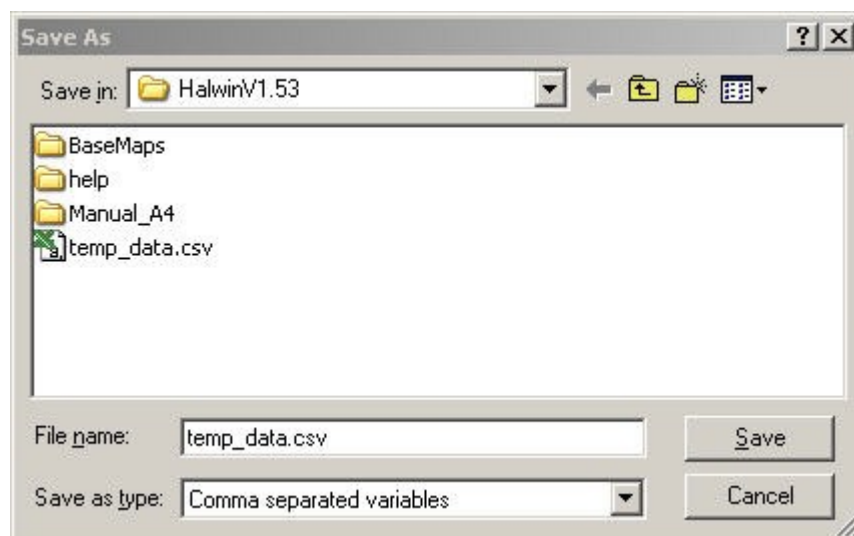 Save As
Save in: HalwinV1.53
BaseMaps
help
Manual_A4
temp_data.csv
File name: temp_data.csv Save
Save as type: Comma separated variables Cancel